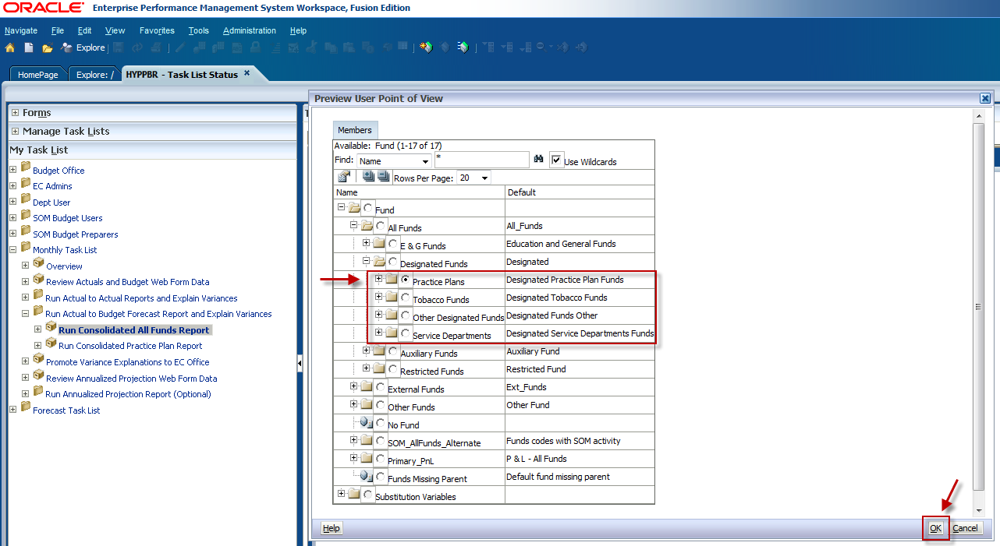 ORACLE® Enterprise Performance Management System Workspace, Fusion Edition
Navigate File Edit View Favorites Tools Administration Help
Explore
HomePage Explore: / HYPPBR - Task List Status
Forms
Manage Task Lists
My Task List
Budget Office
EC Admins
Dept User
SOM Budget Users
SOM Budget Preparers
Monthly Task List
Overview
Review Actuals and Budget Web Form Data
Run Actual to Actual Reports and Explain Variances
Run Actual to Budget Forecast Report and Explain Variances
Run Consolidated All Funds Report
Run Consolidated Practice Plan Report
Promote Variance Explanations to EC Office
Review Annualized Projection Web Form Data
Run Annualized Projection Report (Optional)
Forecast Task List
Preview User Point of View
Members
Available: Fund (1-17 of 17)
Find: Name * Use Wildcards
Rows Per Page: 20
Name Default
Fund
All Funds All_Funds
E & G Funds Education and General Funds
Designated Funds Designated
Practice Plans Designated Practice Plan Funds
Tobacco Funds Designated Tobacco Funds
Other Designated Funds Designated Funds Other
Service Departments Designated Service Departments Funds
Auxiliary Funds Auxiliary Fund
Restricted Funds Restricted Fund
External Funds Ext_Funds
Other Funds Other Fund
No Fund
SOM_AllFunds_Alternate Funds codes with SOM activity
Primary_PnL P & L - All Funds
Funds Missing Parent Default fund missing parent
Substitution Variables
Help OK Cancel